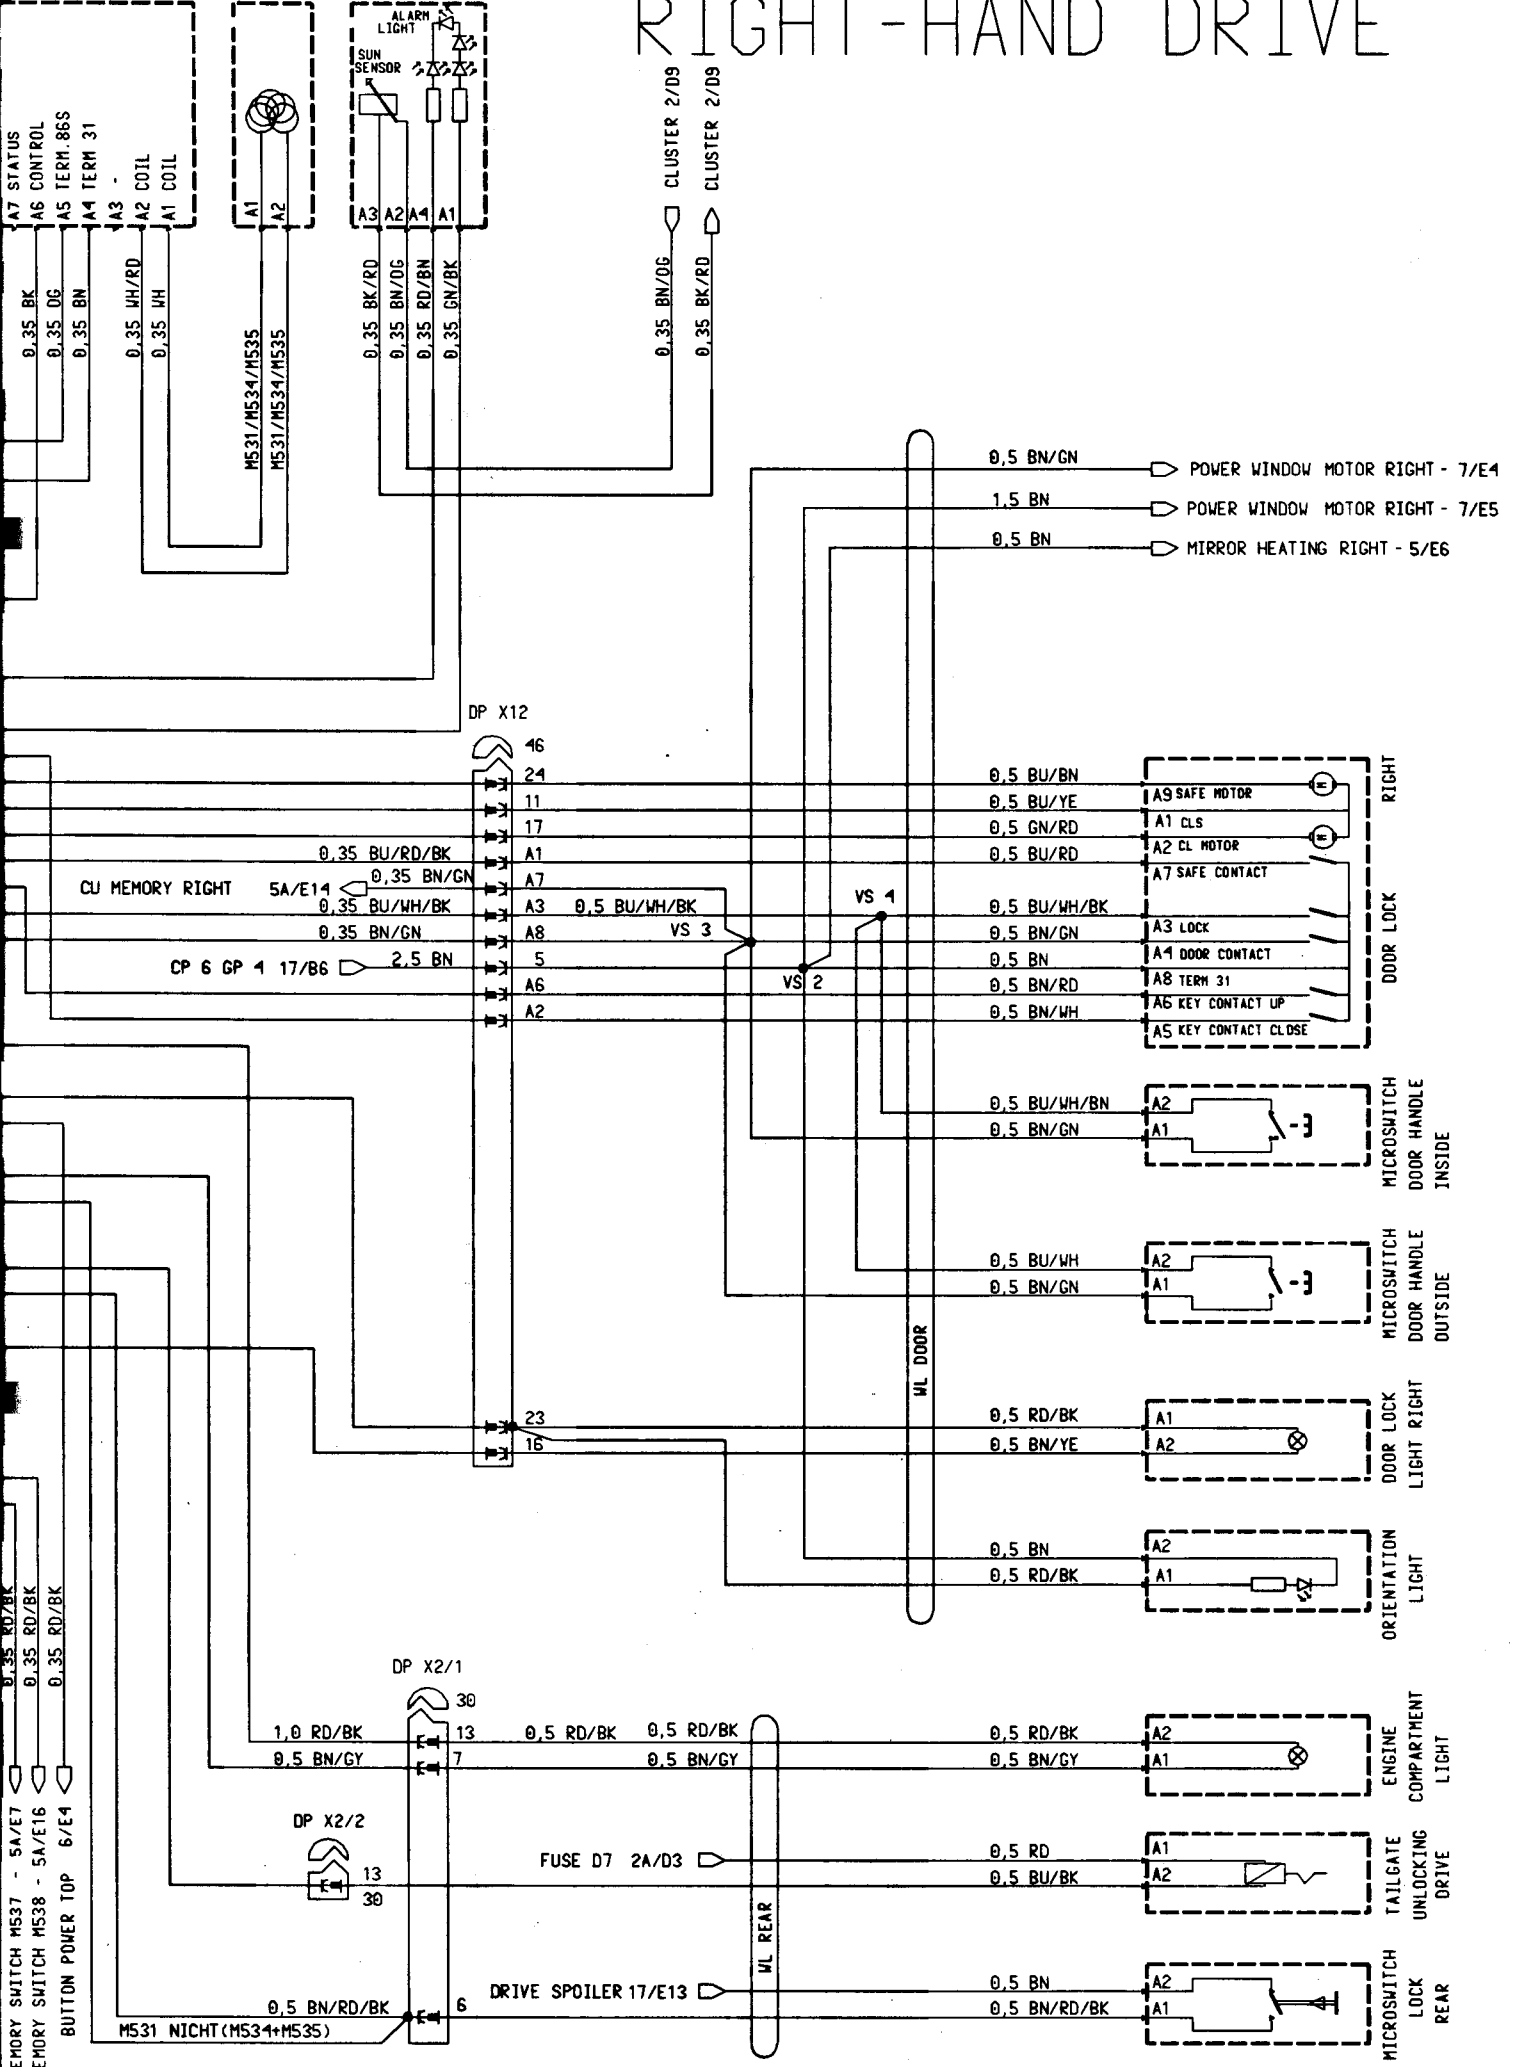 RIGHT-HAND DRIVE
ALARM
LIGHT
SUN
SENSOR
A7 STATUS
A6 CONTROL
A5 TERM.86S
A4 TERM 31
A3 -
A2 COIL
A1 COIL
A1
A2
A3 A2 A4 A1
CLUSTER 2/D9
CLUSTER 2/D9
0,35 BK
0,35 OG
0,35 BN
0,35 WH/RD
0,35 WH
M531/M534/M535
M531/M534/M535
0,35 BK/RD
0,35 BN/OG
0,35 RD/BN
0,35 GN/BK
0,35 BN/OG
0,35 BK/RD
0,5 BN/GN
POWER WINDOW MOTOR RIGHT - 7/E4
1,5 BN
POWER WINDOW MOTOR RIGHT - 7/E5
0,5 BN
MIRROR HEATING RIGHT - 5/E6
DP X12
46
24
0,5 BU/BN
A9 SAFE MOTOR
11
0,5 BU/YE
A1 CLS
17
0,5 GN/RD
A2 CL MOTOR
0,35 BU/RD/BK
A1
0,5 BU/RD
A7 SAFE CONTACT
CU MEMORY RIGHT 5A/E14
0,35 BN/GN
A7
0,35 BU/WH/BK
A3
0,5 BU/WH/BK
VS 4
0,5 BU/WH/BK
A3 LOCK
0,35 BN/GN
A8
VS 3
0,5 BN/GN
A4 DOOR CONTACT
CP 6 GP 4 17/B6
2,5 BN
5
VS 2
0,5 BN
A8 TERM 31
A6
0,5 BN/RD
A6 KEY CONTACT UP
A2
0,5 BN/WH
A5 KEY CONTACT CLOSE
RIGHT
DOOR LOCK
0,5 BU/WH/BN
A2
0,5 BN/GN
A1
MICROSWITCH
DOOR HANDLE
INSIDE
0,5 BU/WH
A2
0,5 BN/GN
A1
MICROSWITCH
DOOR HANDLE
OUTSIDE
WL DOOR
23
0,5 RD/BK
A1
16
0,5 BN/YE
A2
DOOR LOCK
LIGHT RIGHT
0,5 BN
A2
0,5 RD/BK
A1
ORIENTATION
LIGHT
0,35 RD/BK
0,35 RD/BK
0,35 RD/BK
DP X2/1
30
1,0 RD/BK
13
0,5 RD/BK
0,5 RD/BK
0,5 RD/BK
A2
0,5 BN/GY
7
0,5 BN/GY
0,5 BN/GY
A1
ENGINE
COMPARTMENT
LIGHT
DP X2/2
13
30
FUSE D7 2A/D3
0,5 RD
A1
0,5 BU/BK
A2
TAILGATE
UNLOCKING
DRIVE
WL REAR
DRIVE SPOILER 17/E13
0,5 BN
A2
0,5 BN/RD/BK
6
0,5 BN/RD/BK
A1
M531 NICHT(M534+M535)
MICROSWITCH
LOCK
REAR
EMORY SWITCH M537 - 5A/E7
EMORY SWITCH M538 - 5A/E16
BUTTON POWER TOP 6/E4